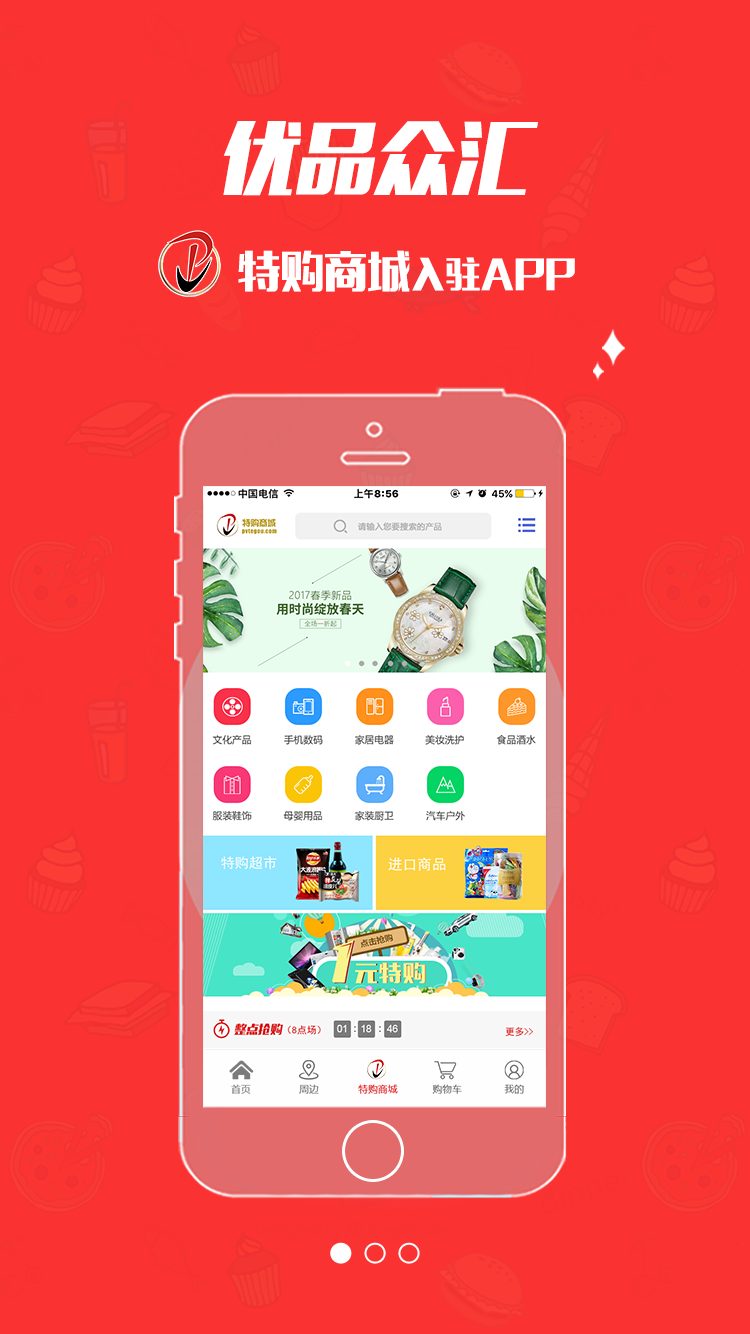 优品众汇
特购商城入驻APP
中国电信 上午8:56 45%
特购商城
pvtegou.com
请输入您要搜索的产品
2017春季新品
用时尚绽放春天
全场一折起
文化产品 手机数码 家居电器 美妆洗护 食品酒水
服装鞋饰 母婴用品 家装厨卫 汽车户外
特购超市 进口商品
点击抢购
1元特购
整点抢购 (8点场) 01 : 18 : 46 更多>>
首页 周边 特购商城 购物车 我的